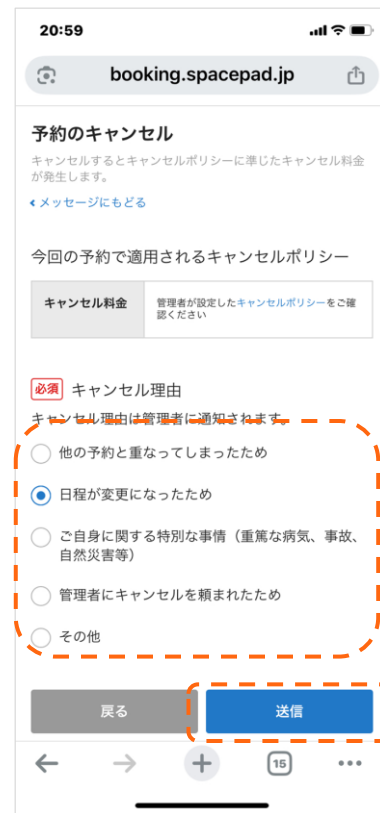 20:59
booking.spacepad.jp
予約のキャンセル
キャンセルするとキャンセルポリシーに準じたキャンセル料金
が発生します。
メッセージにもどる
今回の予約で適用されるキャンセルポリシー
キャンセル料金
管理者が設定したキャンセルポリシーをご確
認ください
必須 キャンセル理由
キャンセル理由は管理者に通知されます。
他の予約と重なってしまったため
日程が変更になったため
ご自身に関する特別な事情（重篤な病気、事故、
自然災害等）
管理者にキャンセルを頼まれたため
その他
戻る 送信
15